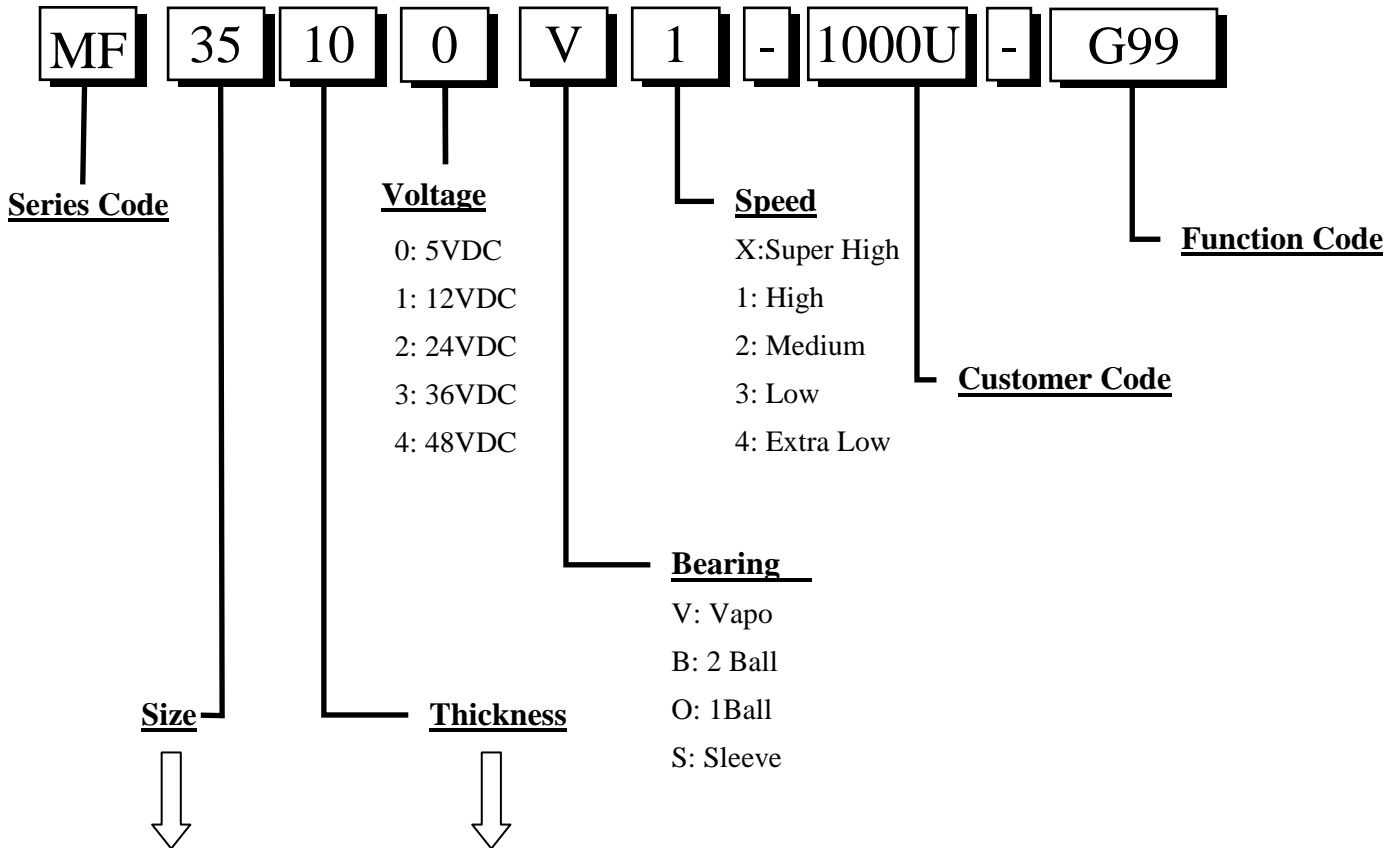 MF 35 10 0 V 1 - 1000U - G99
Series Code
Voltage
0: 5VDC
1: 12VDC
2: 24VDC
3: 36VDC
4: 48VDC
Speed
X:Super High
1: High
2: Medium
3: Low
4: Extra Low
Function Code
Customer Code
Bearing
V: Vapo
B: 2 Ball
O: 1Ball
S: Sleeve
Size
Thickness